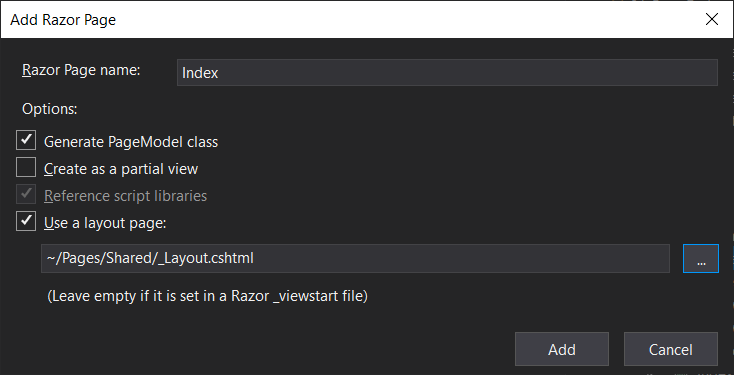 Add Razor Page
Razor Page name: Index
Options:
Generate PageModel class
Create as a partial view
Reference script libraries
Use a layout page:
~/Pages/Shared/_Layout.cshtml ...
(Leave empty if it is set in a Razor _viewstart file)
Add Cancel